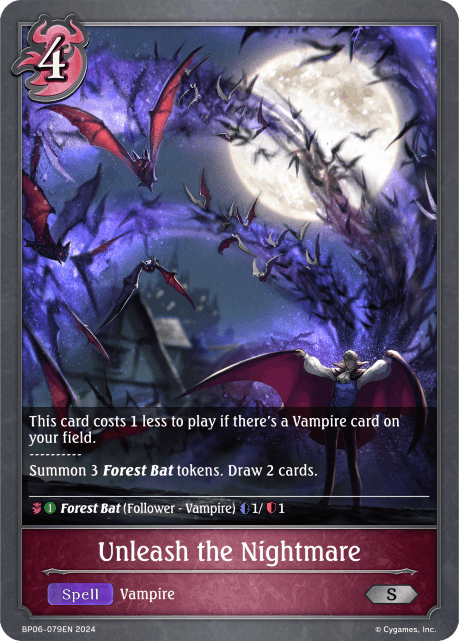 4
This card costs 1 less to play if there's a Vampire card on
your field.
----------
Summon 3 Forest Bat tokens. Draw 2 cards.
1 Forest Bat (Follower - Vampire) 1/ 1
Unleash the Nightmare
Spell Vampire S
BP06-079EN 2024 © Cygames, Inc.